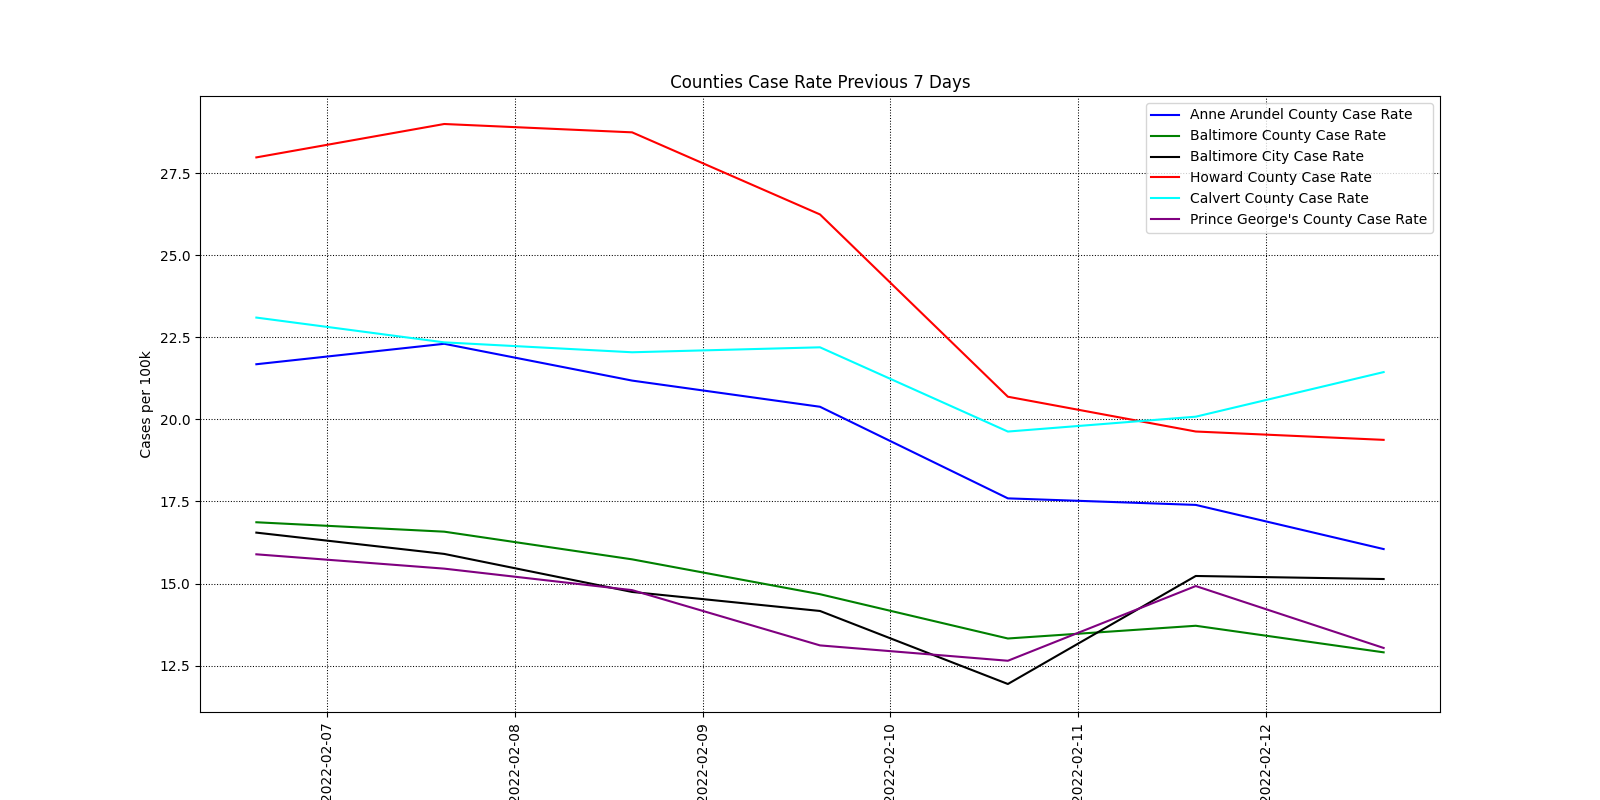 Counties Case Rate Previous 7 Days
Anne Arundel County Case Rate
Baltimore County Case Rate
Baltimore City Case Rate
Howard County Case Rate
Calvert County Case Rate
Prince George's County Case Rate
27.5
25.0
22.5
20.0
17.5
15.0
12.5
Cases per 100k
2022-02-07
2022-02-08
2022-02-09
2022-02-10
2022-02-11
2022-02-12